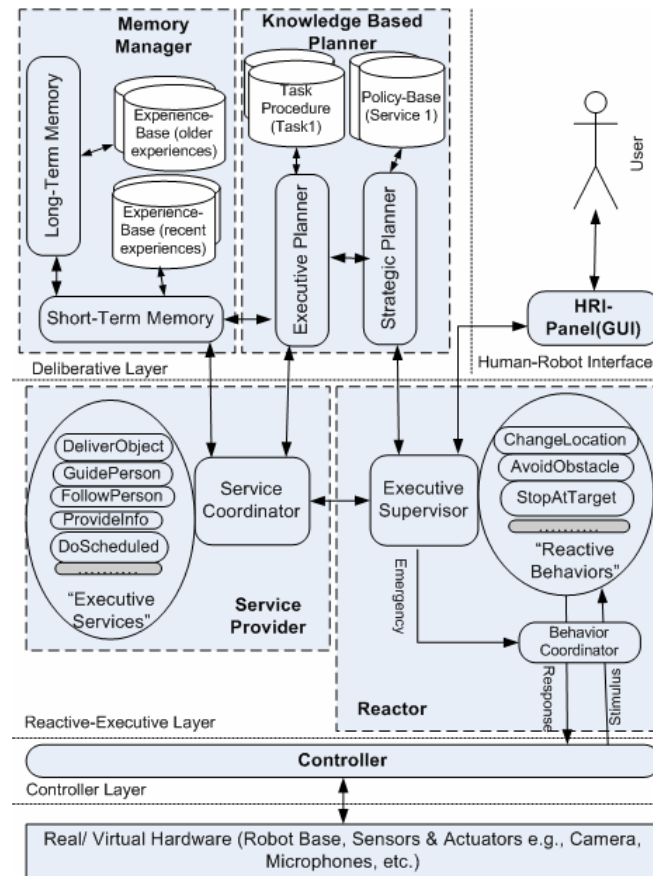 Memory
Manager
Knowledge Based
Planner
Long-Term Memory
Experience-
Base (older
experiences)
Experience-
Base (recent
experiences)
Short-Term Memory
Task
Procedure
(Task1)
Policy-Base
(Service 1)
Executive Planner
Strategic Planner
User
HRI-
Panel(GUI)
Human-Robot Interface
Deliberative Layer
DeliverObject
GuidePerson
FollowPerson
ProvideInfo
DoScheduled
..........
“Executive
Services”
Service
Coordinator
Service
Provider
Executive
Supervisor
Emergency
ChangeLocation
AvoidObstacle
StopAtTarget
..........
“Reactive
Behaviors”
Behavior
Coordinator
Response
Stimulus
Reactor
Reactive-Executive Layer
Controller
Controller Layer
Real/ Virtual Hardware (Robot Base, Sensors & Actuators e.g., Camera,
Microphones, etc.)